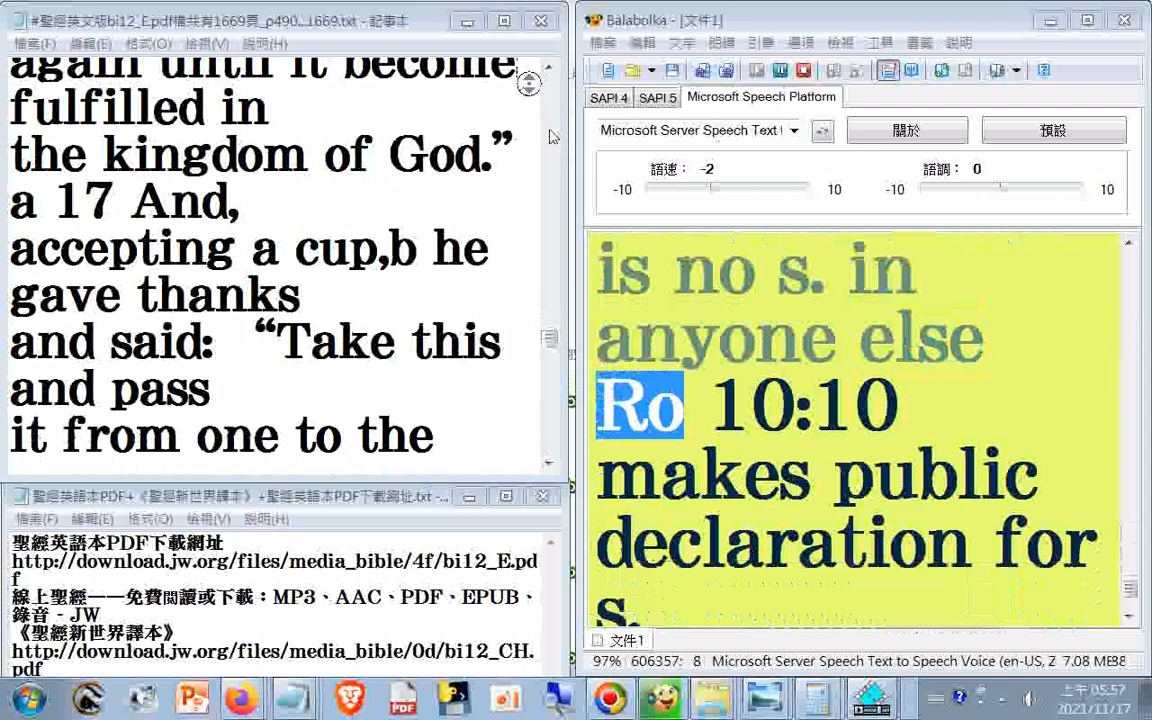 #聖經英文版bi12_E.pdf檔共有1669頁_p490...1669.txt - 記事本
檔案(F) 編輯(E) 格式(O) 檢視(V) 說明(H)
again until it become
fulfilled in
the kingdom of God.”
a 17 And,
accepting a cup,b he
gave thanks
and said: “Take this
and pass
it from one to the
聖經英語本PDF+《聖經新世界譯本》+聖經英語本PDF下載網址.txt - ...
檔案(F) 編輯(E) 格式(O) 檢視(V) 說明(H)
聖經英語本PDF下載網址
http://download.jw.org/files/media_bible/4f/bi12_E.pd
f
線上聖經——免費閱讀或下載：MP3、AAC、PDF、EPUB、
錄音 - JW
《聖經新世界譯本》
http://download.jw.org/files/media_bible/0d/bi12_CH.
pdf
Balabolka - [文件1]
檔案 編輯 文字 朗讀 引擎 選項 檢視 工具 書籤 說明
SAPI 4 SAPI 5 Microsoft Speech Platform
Microsoft Server Speech Text 關於 預設
語速： -2 語調： 0
-10 10 -10 10
is no s. in
anyone else
Ro 10:10
makes public
declaration for
s.
文件1
97% 606357: 8 Microsoft Server Speech Text to Speech Voice (en-US, Z 7.08 MB
上午 05:57
2021/11/17